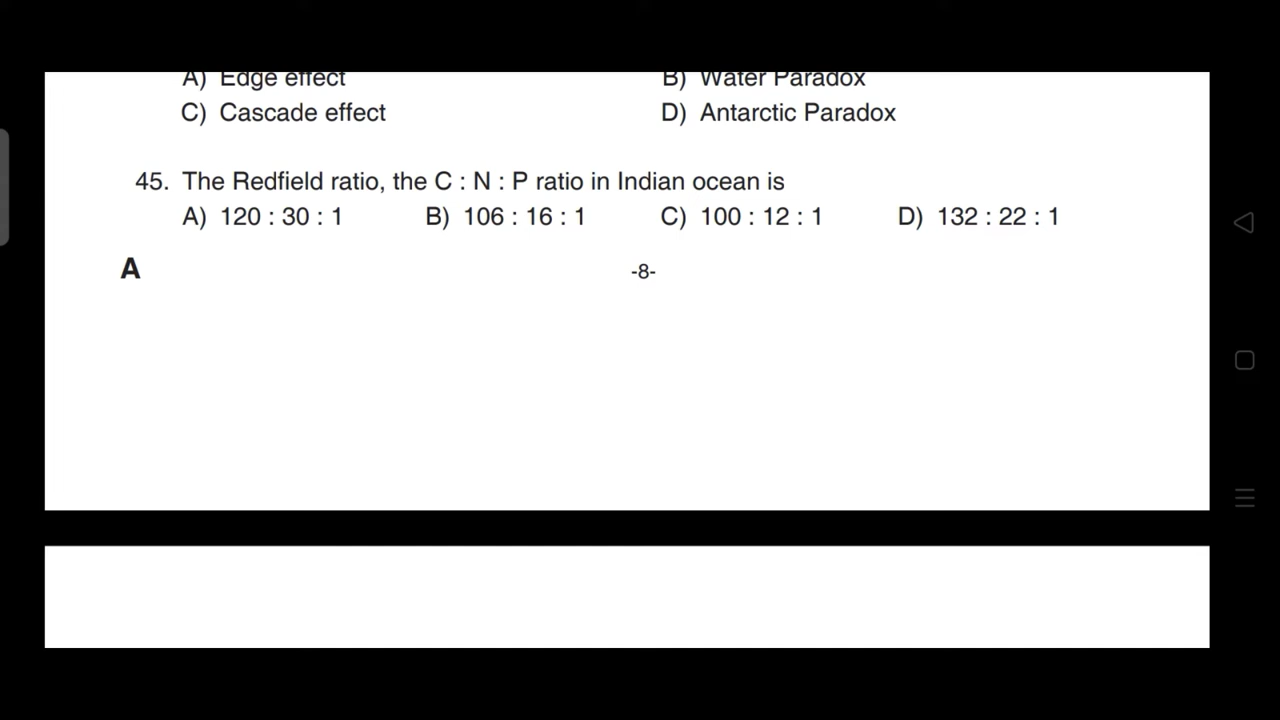 A) Edge effect B) Water Paradox
C) Cascade effect D) Antarctic Paradox
45. The Redfield ratio, the C : N : P ratio in Indian ocean is
A) 120 : 30 : 1 B) 106 : 16 : 1 C) 100 : 12 : 1 D) 132 : 22 : 1
A -8-